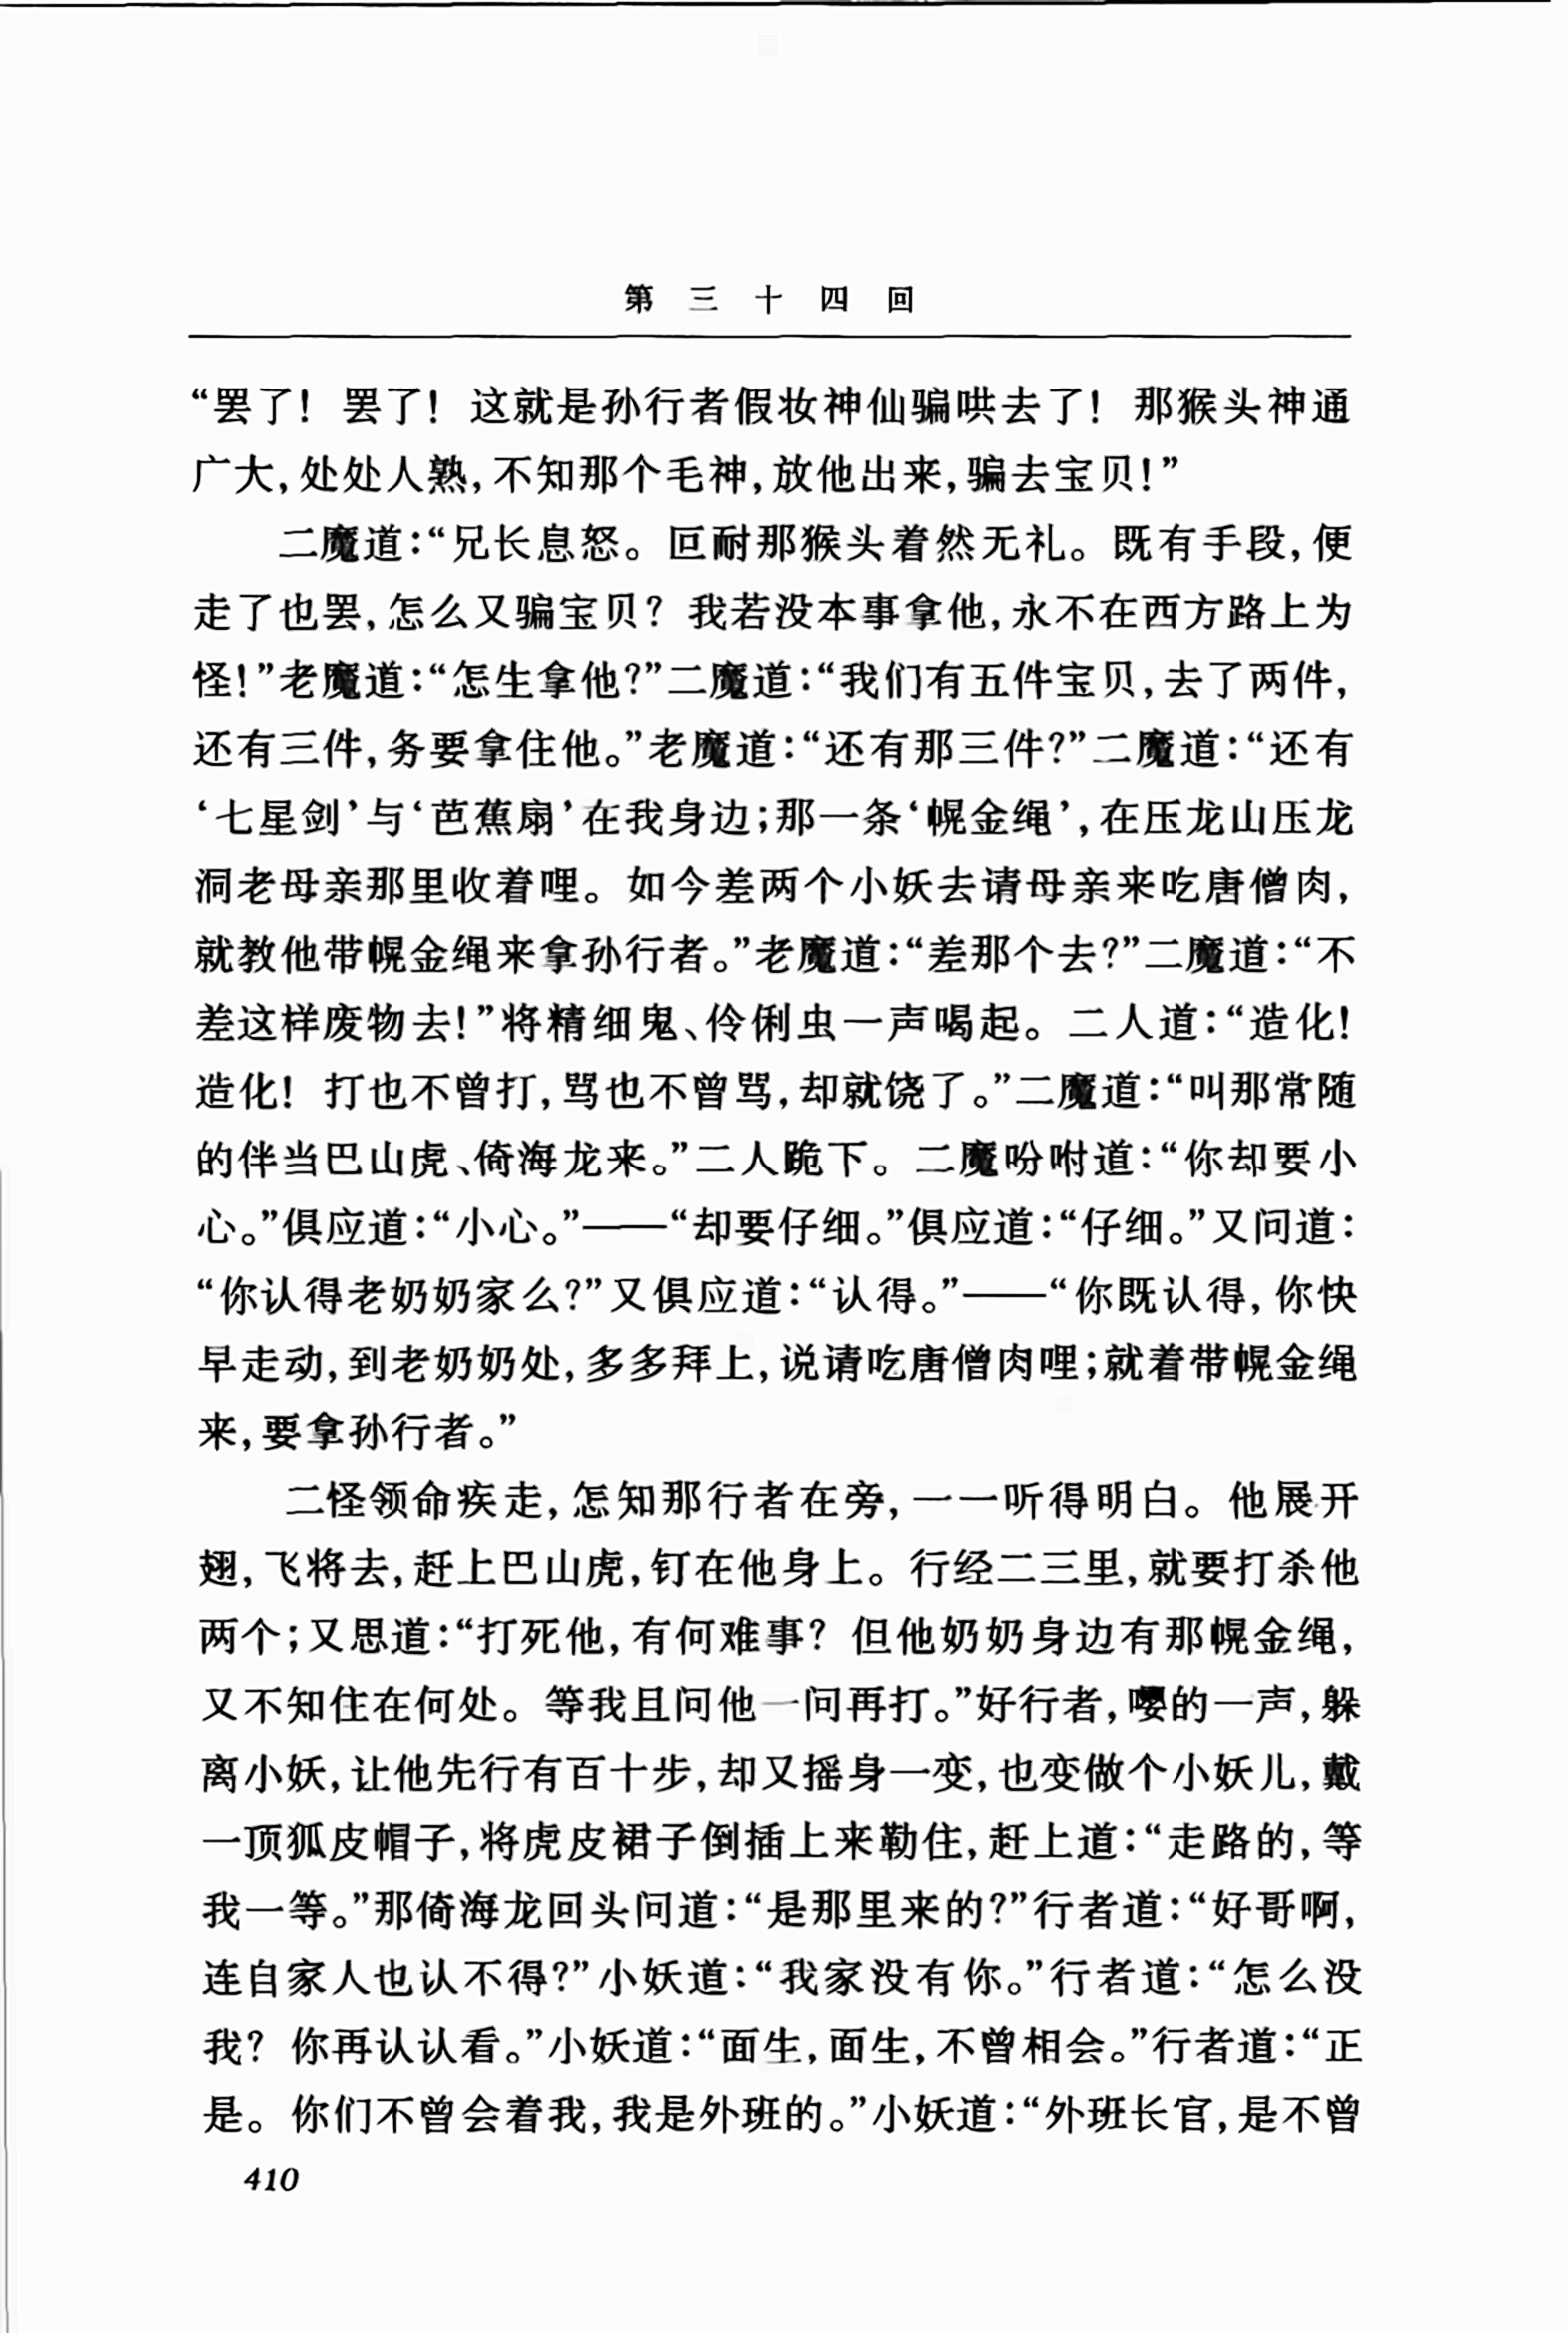 第三十四回
“罢了！罢了！这就是孙行者假妆神仙骗哄去了！那猴头神通
广大，处处人熟，不知那个毛神，放他出来，骗去宝贝！”
二魔道：“兄长息怒。叵耐那猴头着然无礼。既有手段，便
走了也罢，怎么又骗宝贝？我若没本事拿他，永不在西方路上为
怪！”老魔道：“怎生拿他？”二魔道：“我们有五件宝贝，去了两件，
还有三件，务要拿住他。”老魔道：“还有那三件？”二魔道：“还有
‘七星剑’与‘芭蕉扇’在我身边；那一条‘幌金绳’，在压龙山压龙
洞老母亲那里收着哩。如今差两个小妖去请母亲来吃唐僧肉，
就教他带幌金绳来拿孙行者。”老魔道：“差那个去？”二魔道：“不
差这样废物去！”将精细鬼、伶俐虫一声喝起。二人道：“造化！
造化！打也不曾打，骂也不曾骂，却就饶了。”二魔道：“叫那常随
的伴当巴山虎、倚海龙来。”二人跪下。二魔吩咐道：“你却要小
心。”俱应道：“小心。”——“却要仔细。”俱应道：“仔细。”又问道：
“你认得老奶奶家么？”又俱应道：“认得。”——“你既认得，你快
早走动，到老奶奶处，多多拜上，说请吃唐僧肉哩；就着带幌金绳
来，要拿孙行者。”
二怪领命疾走，怎知那行者在旁，一一听得明白。他展开
翅，飞将去，赶上巴山虎，钉在他身上。行经二三里，就要打杀他
两个；又思道：“打死他，有何难事？但他奶奶身边有那幌金绳，
又不知住在何处。等我且问他一问再打。”好行者，嘤的一声，躲
离小妖，让他先行有百十步，却又摇身一变，也变做个小妖儿，戴
一顶狐皮帽子，将虎皮裙子倒插上来勒住，赶上道：“走路的，等
我一等。”那倚海龙回头问道：“是那里来的？”行者道：“好哥啊，
连自家人也认不得？”小妖道：“我家没有你。”行者道：“怎么没
我？你再认认看。”小妖道：“面生，面生，不曾相会。”行者道：“正
是。你们不曾会着我，我是外班的。”小妖道：“外班长官，是不曾
410